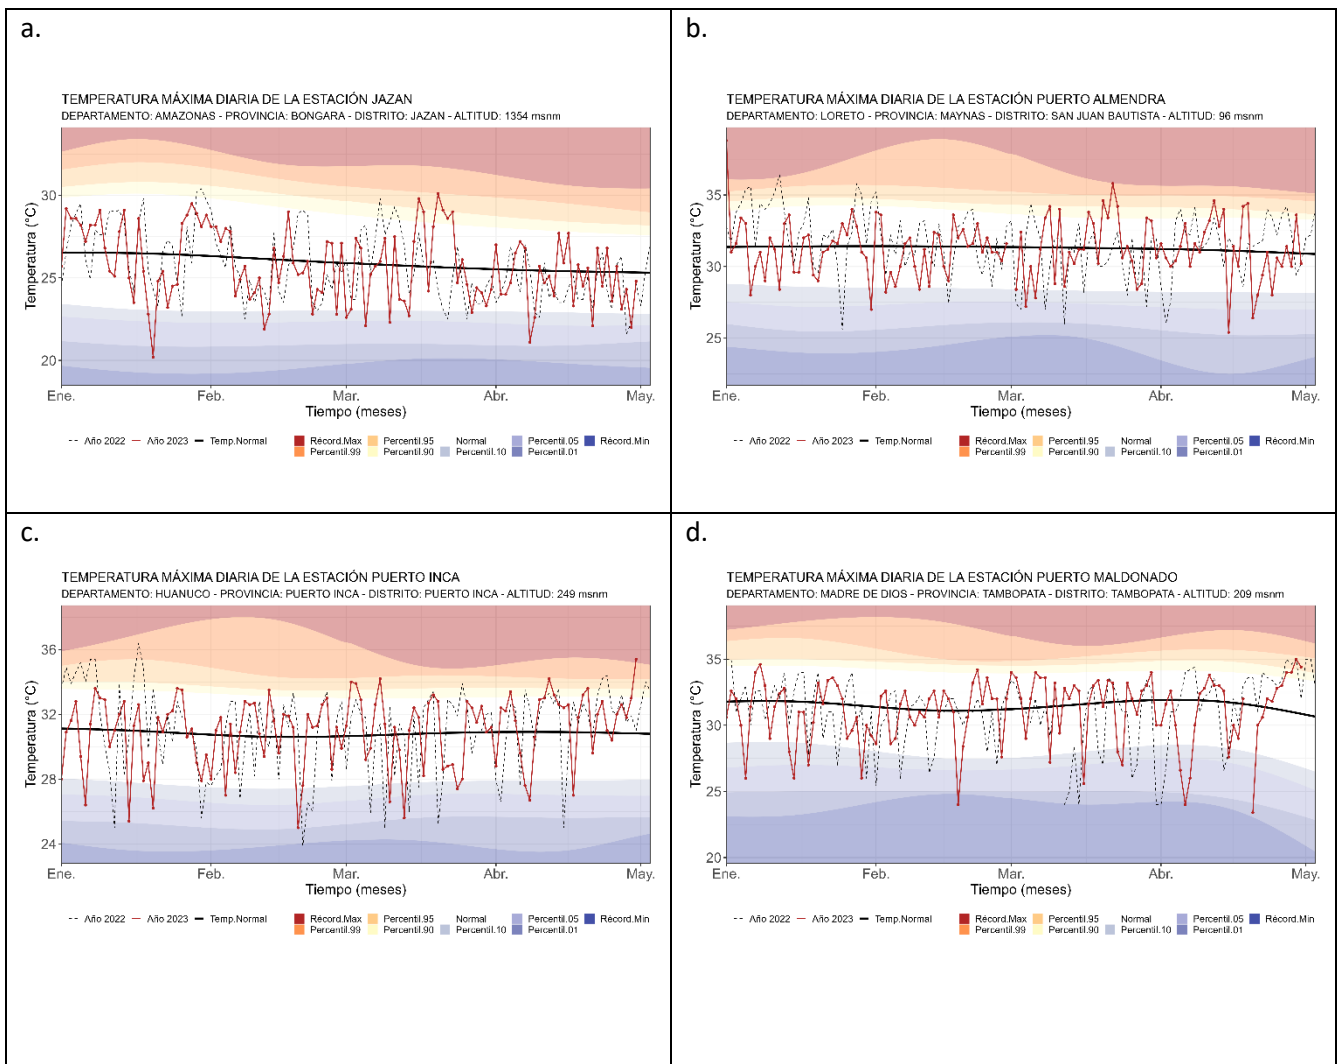 a.
TEMPERATURA MÁXIMA DIARIA DE LA ESTACIÓN JAZAN
DEPARTAMENTO: AMAZONAS - PROVINCIA: BONGARA - DISTRITO: JAZAN - ALTITUD: 1354 msnm
Temperatura (°C)
30
25
20
Ene. Feb. Mar. Abr. May.
Tiempo (meses)
Año 2022 Año 2023 Temp.Normal Récord.Max Percentil.95 Normal Percentil.05 Récord.Min
Percentil.99 Percentil.90 Percentil.10 Percentil.01
b.
TEMPERATURA MÁXIMA DIARIA DE LA ESTACIÓN PUERTO ALMENDRA
DEPARTAMENTO: LORETO - PROVINCIA: MAYNAS - DISTRITO: SAN JUAN BAUTISTA - ALTITUD: 96 msnm
Temperatura (°C)
35
30
25
Ene. Feb. Mar. Abr. May.
Tiempo (meses)
Año 2022 Año 2023 Temp.Normal Récord.Max Percentil.95 Normal Percentil.05 Récord.Min
Percentil.99 Percentil.90 Percentil.10 Percentil.01
c.
TEMPERATURA MÁXIMA DIARIA DE LA ESTACIÓN PUERTO INCA
DEPARTAMENTO: HUANUCO - PROVINCIA: PUERTO INCA - DISTRITO: PUERTO INCA - ALTITUD: 249 msnm
Temperatura (°C)
36
32
28
24
Ene. Feb. Mar. Abr. May.
Tiempo (meses)
Año 2022 Año 2023 Temp.Normal Récord.Max Percentil.95 Normal Percentil.05 Récord.Min
Percentil.99 Percentil.90 Percentil.10 Percentil.01
d.
TEMPERATURA MÁXIMA DIARIA DE LA ESTACIÓN PUERTO MALDONADO
DEPARTAMENTO: MADRE DE DIOS - PROVINCIA: TAMBOPATA - DISTRITO: TAMBOPATA - ALTITUD: 209 msnm
Temperatura (°C)
35
30
25
20
Ene. Feb. Mar. Abr. May.
Tiempo (meses)
Año 2022 Año 2023 Temp.Normal Récord.Max Percentil.95 Normal Percentil.05 Récord.Min
Percentil.99 Percentil.90 Percentil.10 Percentil.01